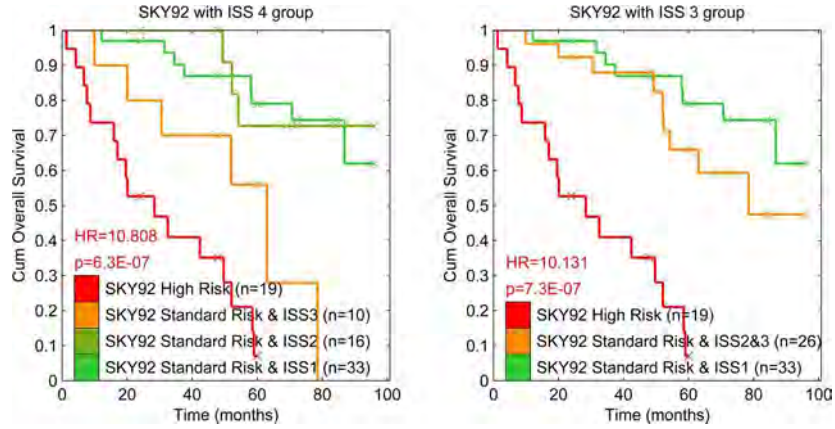 SKY92 with ISS 4 group
Cum Overall Survival
1
0.9
0.8
0.7
0.6
0.5
0.4
0.3
0.2
0.1
0
HR=10.808
p=6.3E-07
SKY92 High Risk (n=19)
SKY92 Standard Risk & ISS3 (n=10)
SKY92 Standard Risk & ISS2 (n=16)
SKY92 Standard Risk & ISS1 (n=33)
0 20 40 60 80 100
Time (months)
SKY92 with ISS 3 group
Cum Overall Survival
1
0.9
0.8
0.7
0.6
0.5
0.4
0.3
0.2
0.1
0
HR=10.131
p=7.3E-07
SKY92 High Risk (n=19)
SKY92 Standard Risk & ISS2&3 (n=26)
SKY92 Standard Risk & ISS1 (n=33)
0 20 40 60 80 100
Time (months)